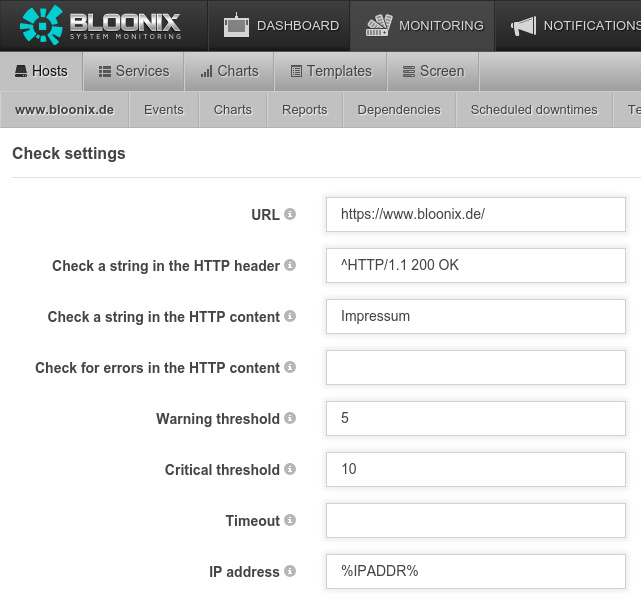 BLOONIX
SYSTEM MONITORING
DASHBOARD
MONITORING
NOTIFICATIONS
Hosts
Services
Charts
Templates
Screen
www.bloonix.de
Events
Charts
Reports
Dependencies
Scheduled downtimes
Te
Check settings
URL
https://www.bloonix.de/
Check a string in the HTTP header
^HTTP/1.1 200 OK
Check a string in the HTTP content
Impressum
Check for errors in the HTTP content
Warning threshold
5
Critical threshold
10
Timeout
IP address
%IPADDR%